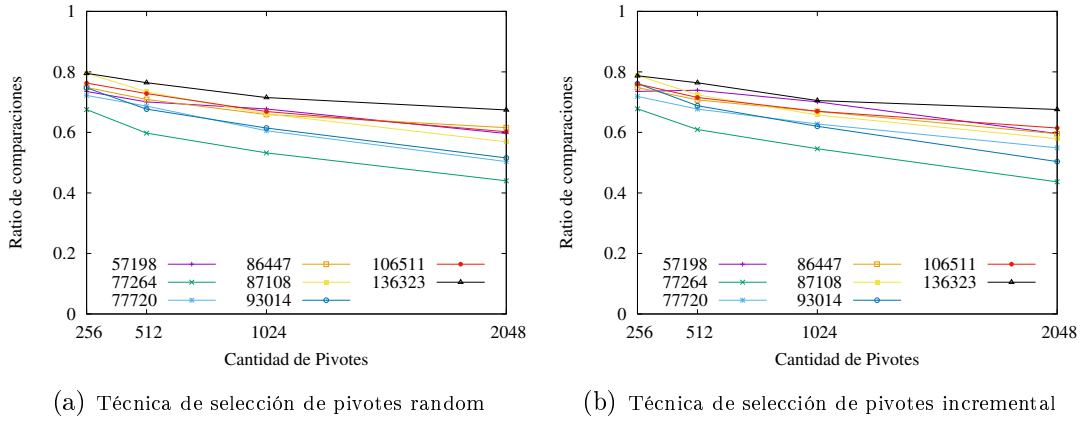 1
0.8
0.6
0.4
0.2
0
Ratio de comparaciones
57198 86447 106511
77264 87108 136323
77720 93014
256 512 1024 2048
Cantidad de Pivotes
(a) Técnica de selección de pivotes random
1
0.8
0.6
0.4
0.2
0
Ratio de comparaciones
57198 86447 106511
77264 87108 136323
77720 93014
256 512 1024 2048
Cantidad de Pivotes
(b) Técnica de selección de pivotes incremental